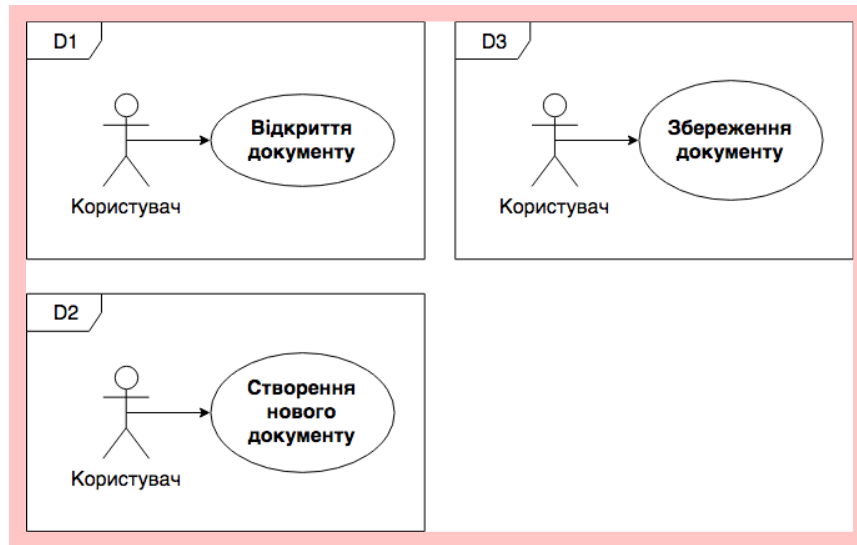 D1
Відкриття
документу
Користувач
D3
Збереження
документу
Користувач
D2
Створення
нового
документу
Користувач